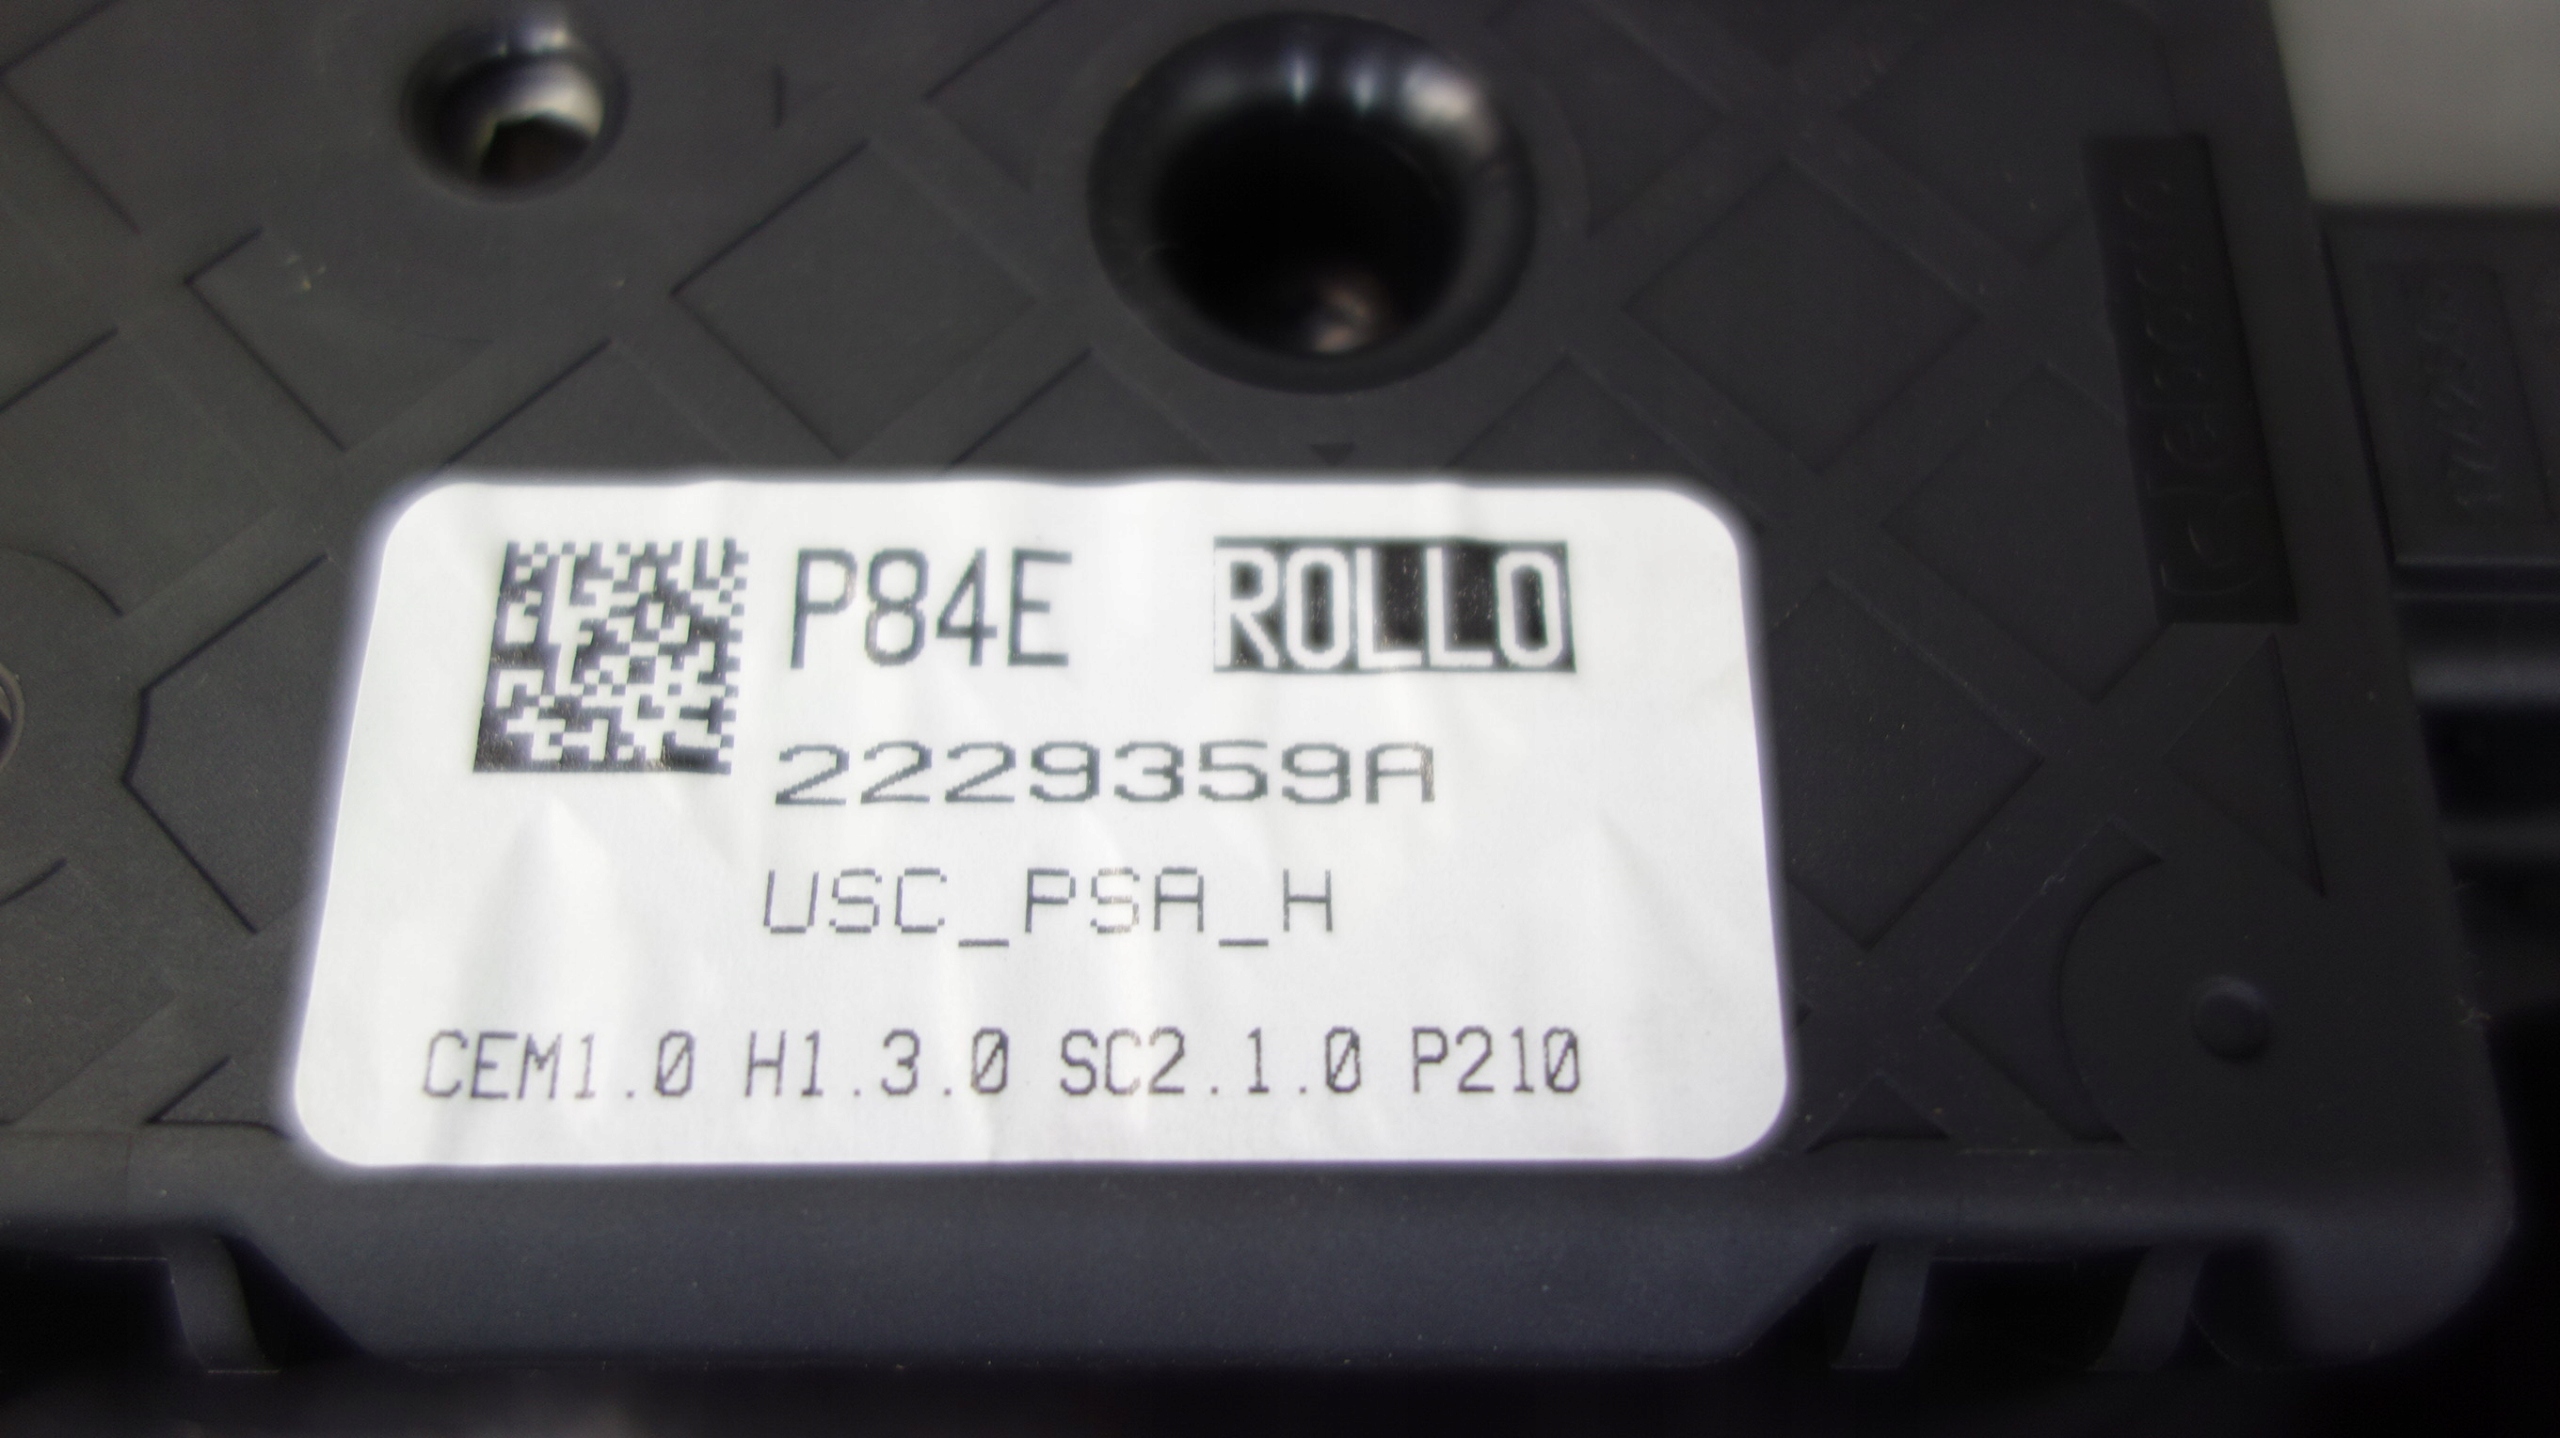 P84E ROLLO
2229359A
USC_PSA_H
CEM1.0 H1.3.0 SC2.1.0 P210